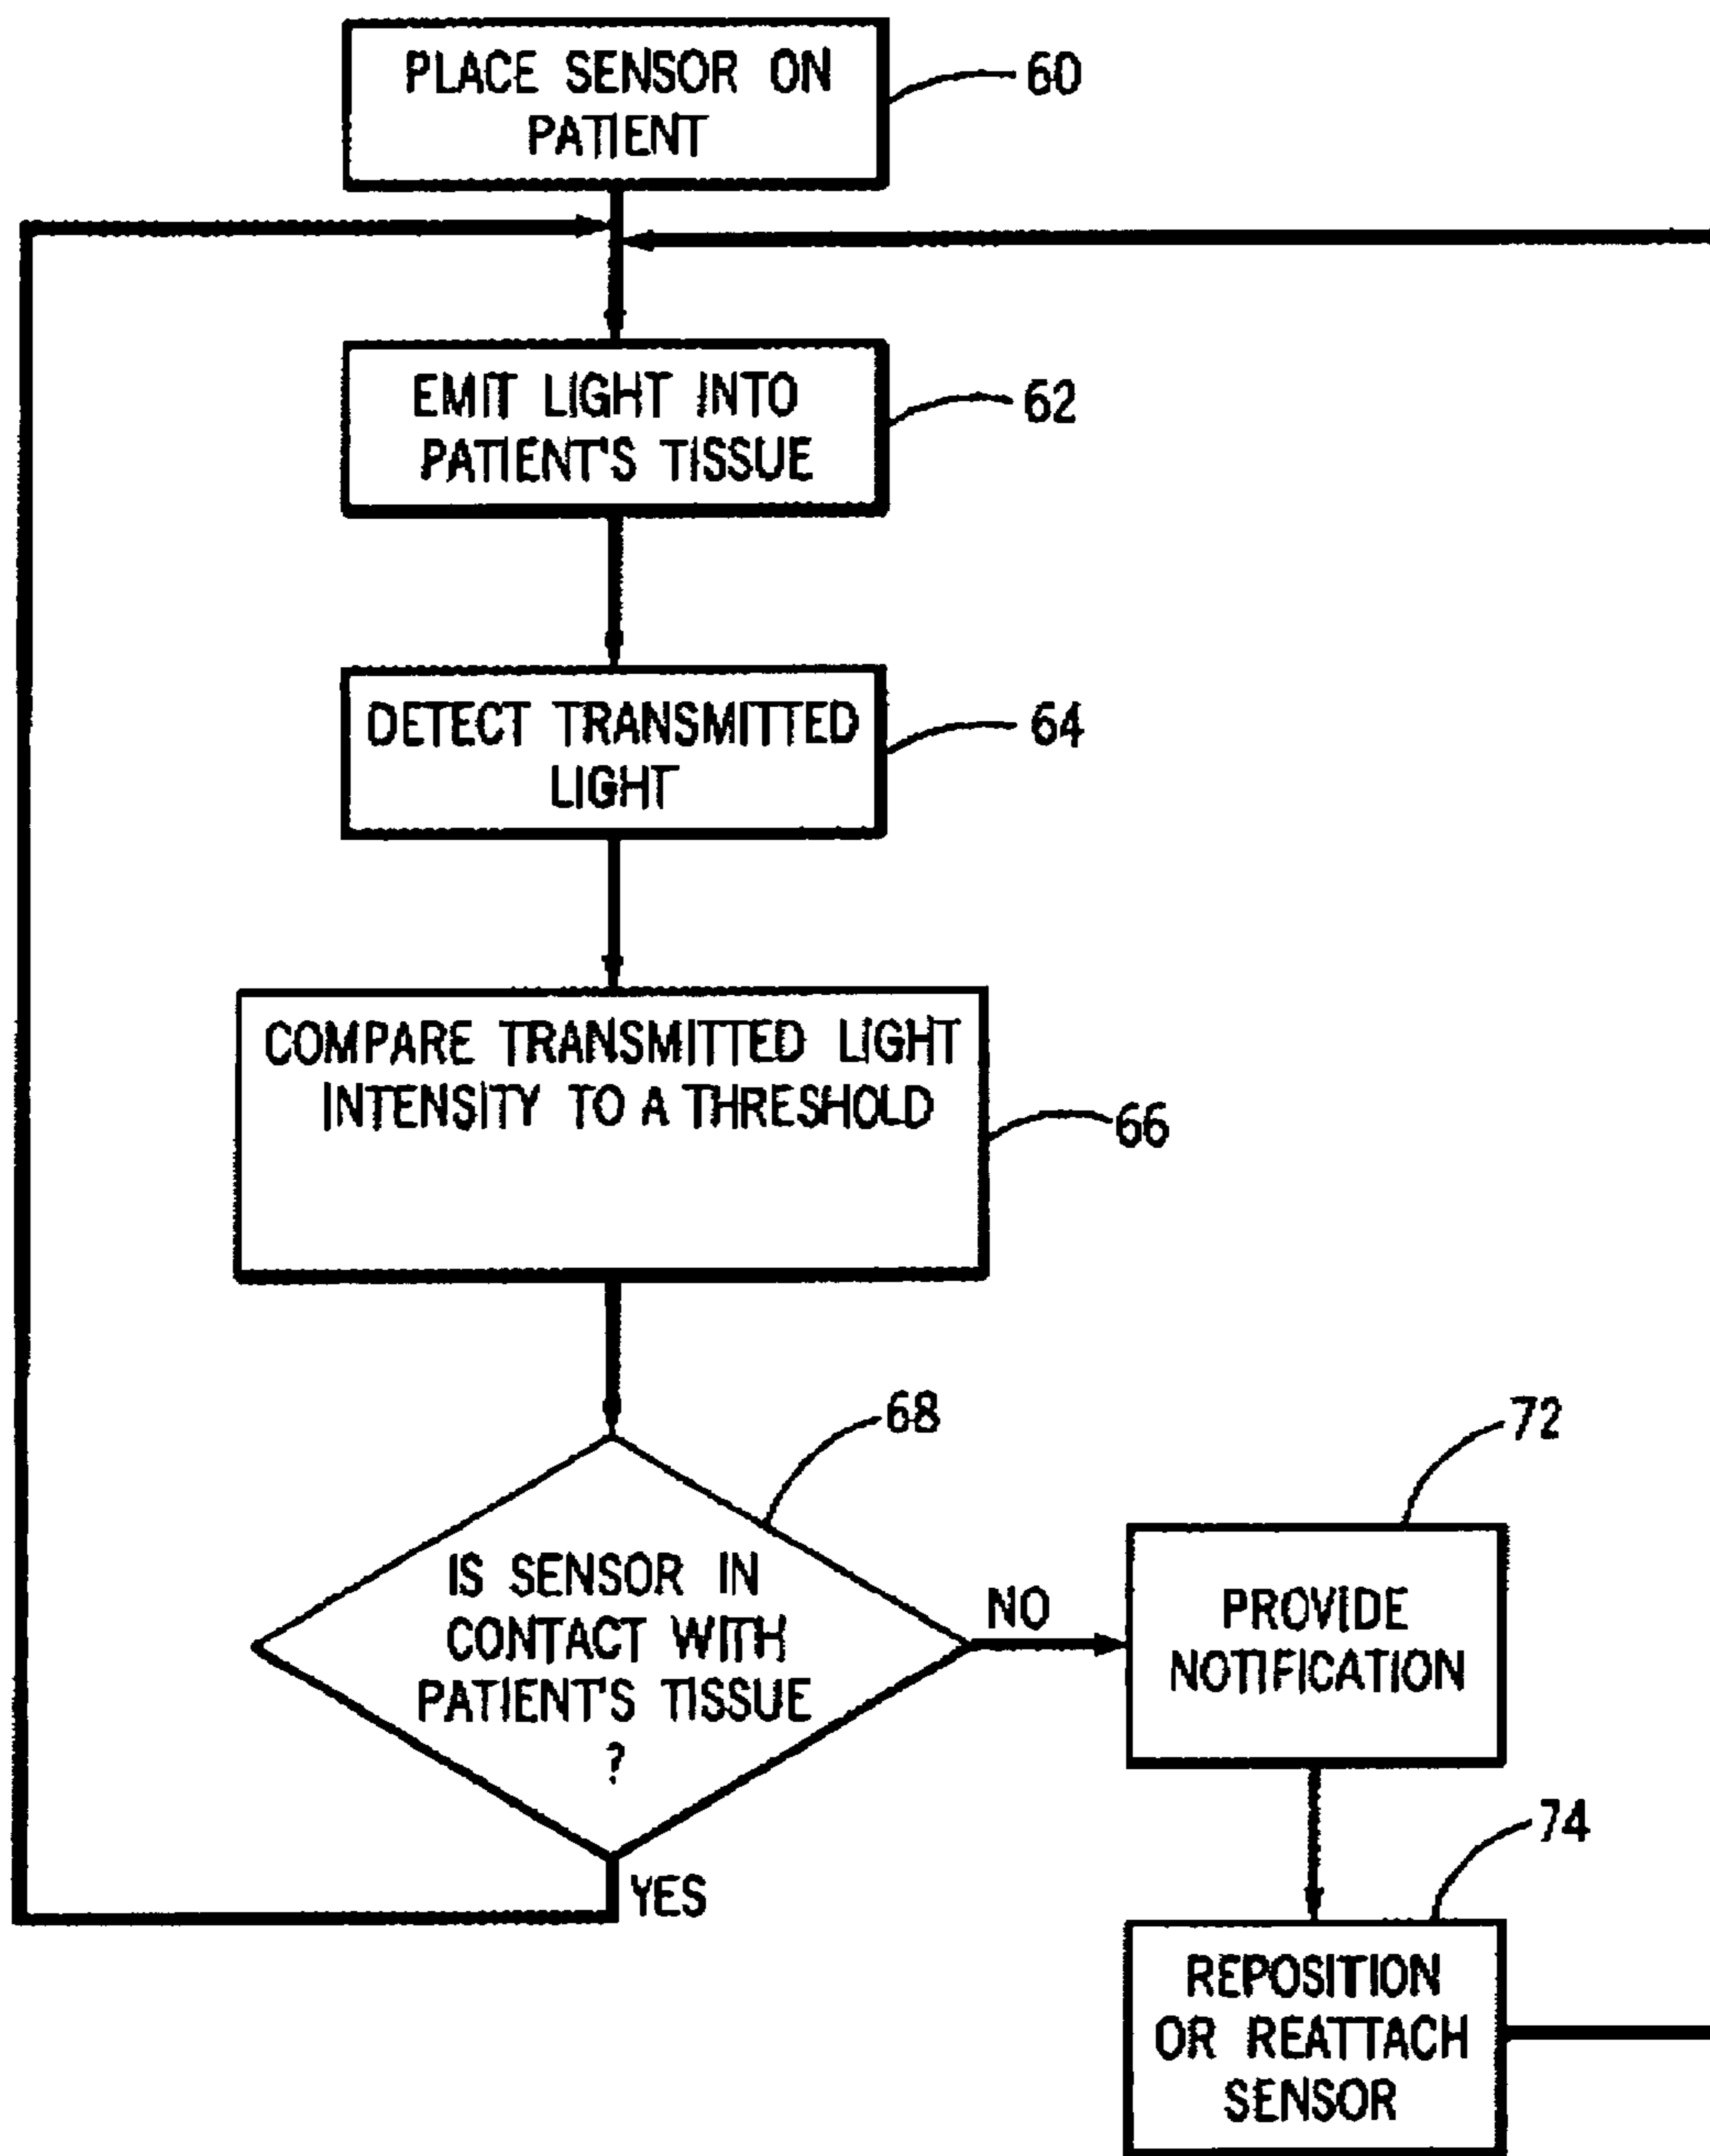 PLACE SENSOR ON
PATIENT
60
EMIT LIGHT INTO
PATIENT'S TISSUE
62
DETECT TRANSMITTED
LIGHT
64
COMPARE TRANSMITTED LIGHT
INTENSITY TO A THRESHOLD
66
68
IS SENSOR IN
CONTACT WITH
PATIENT'S TISSUE
?
NO
YES
72
PROVIDE
NOTIFICATION
74
REPOSITION
OR REATTACH
SENSOR